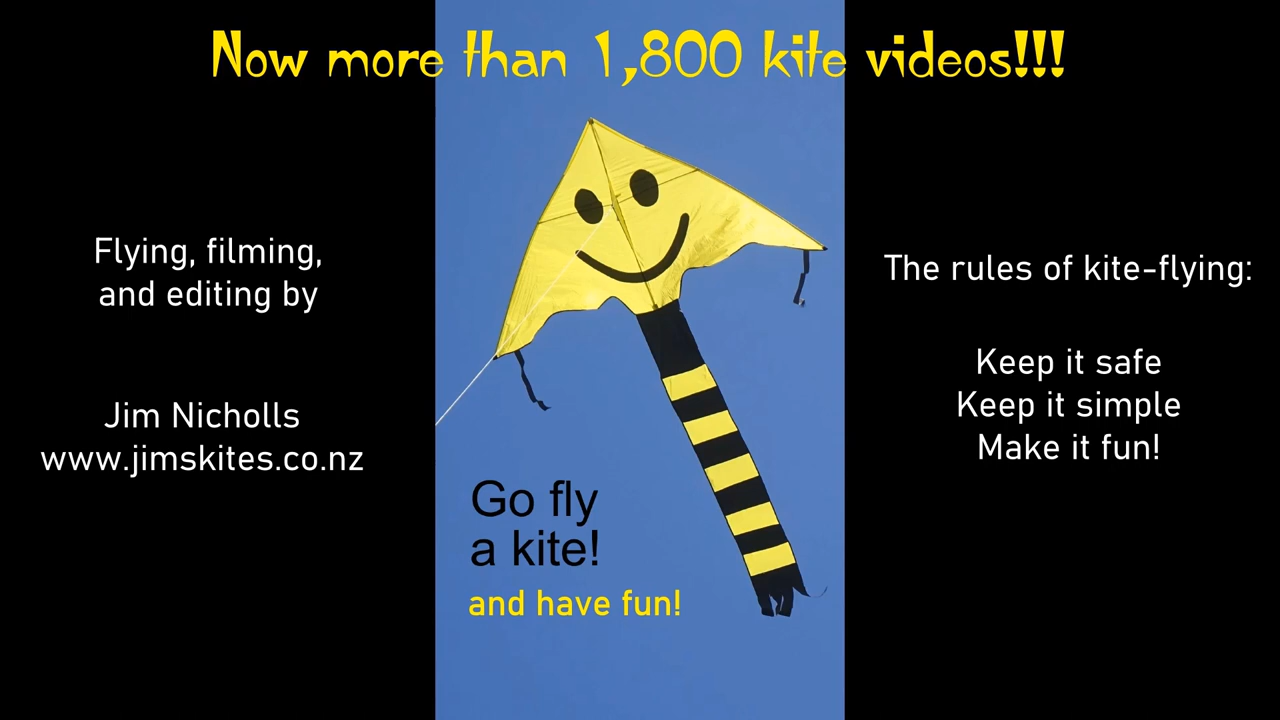 Now more than 1,800 kite videos!!!
Flying, filming,
and editing by
Jim Nicholls
www.jimskites.co.nz
Go fly
a kite!
and have fun!
The rules of kite-flying:
Keep it safe
Keep it simple
Make it fun!